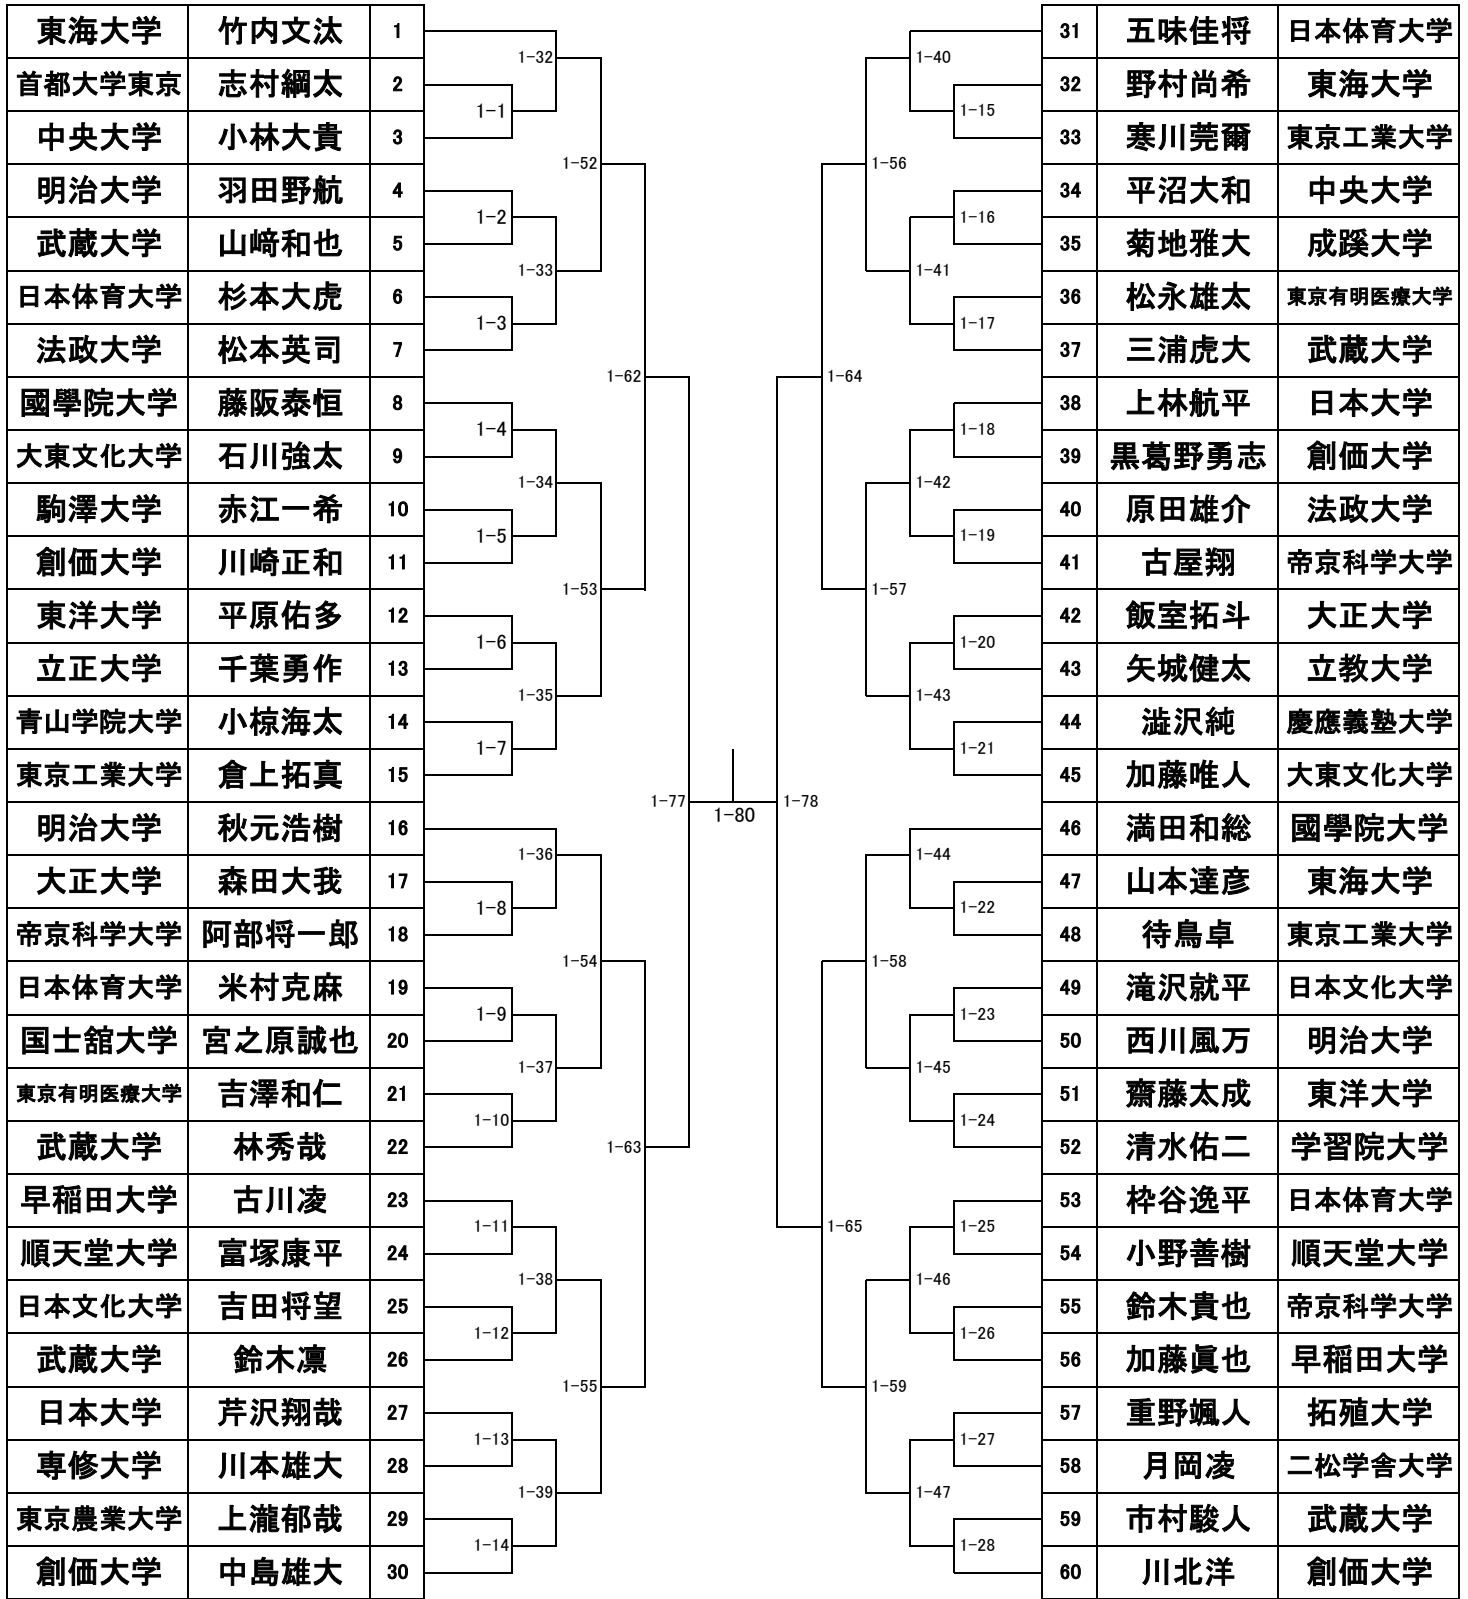 東海大学 竹内文汰 1
首都大学東京 志村綱太 2
中央大学 小林大貴 3
明治大学 羽田野航 4
武蔵大学 山﨑和也 5
日本体育大学 杉本大虎 6
法政大学 松本英司 7
國學院大学 藤阪泰恒 8
大東文化大学 石川強太 9
駒澤大学 赤江一希 10
創価大学 川崎正和 11
東洋大学 平原佑多 12
立正大学 千葉勇作 13
青山学院大学 小椋海太 14
東京工業大学 倉上拓真 15
明治大学 秋元浩樹 16
大正大学 森田大我 17
帝京科学大学 阿部将一郎 18
日本体育大学 米村克麻 19
国士舘大学 宮之原誠也 20
東京有明医療大学 吉澤和仁 21
武蔵大学 林秀哉 22
早稲田大学 古川凌 23
順天堂大学 富塚康平 24
日本文化大学 吉田将望 25
武蔵大学 鈴木凛 26
日本大学 芹沢翔哉 27
専修大学 川本雄大 28
東京農業大学 上瀧郁哉 29
創価大学 中島雄大 30
1-1
1-2
1-3
1-4
1-5
1-6
1-7
1-8
1-9
1-10
1-11
1-12
1-13
1-14
1-32
1-33
1-34
1-35
1-36
1-37
1-38
1-39
1-52
1-53
1-54
1-55
1-62
1-63
1-77
1-80
1-78
1-64
1-65
1-56
1-57
1-58
1-59
1-40
1-41
1-42
1-43
1-44
1-45
1-46
1-47
1-15
1-16
1-17
1-18
1-19
1-20
1-21
1-22
1-23
1-24
1-25
1-26
1-27
1-28
31 五味佳将 日本体育大学
32 野村尚希 東海大学
33 寒川莞爾 東京工業大学
34 平沼大和 中央大学
35 菊地雅大 成蹊大学
36 松永雄太 東京有明医療大学
37 三浦虎大 武蔵大学
38 上林航平 日本大学
39 黒葛野勇志 創価大学
40 原田雄介 法政大学
41 古屋翔 帝京科学大学
42 飯室拓斗 大正大学
43 矢城健太 立教大学
44 澁沢純 慶應義塾大学
45 加藤唯人 大東文化大学
46 満田和総 國學院大学
47 山本達彦 東海大学
48 待鳥卓 東京工業大学
49 滝沢就平 日本文化大学
50 西川風万 明治大学
51 齋藤太成 東洋大学
52 清水佑二 学習院大学
53 枠谷逸平 日本体育大学
54 小野善樹 順天堂大学
55 鈴木貴也 帝京科学大学
56 加藤眞也 早稲田大学
57 重野颯人 拓殖大学
58 月岡凌 二松学舎大学
59 市村駿人 武蔵大学
60 川北洋 創価大学